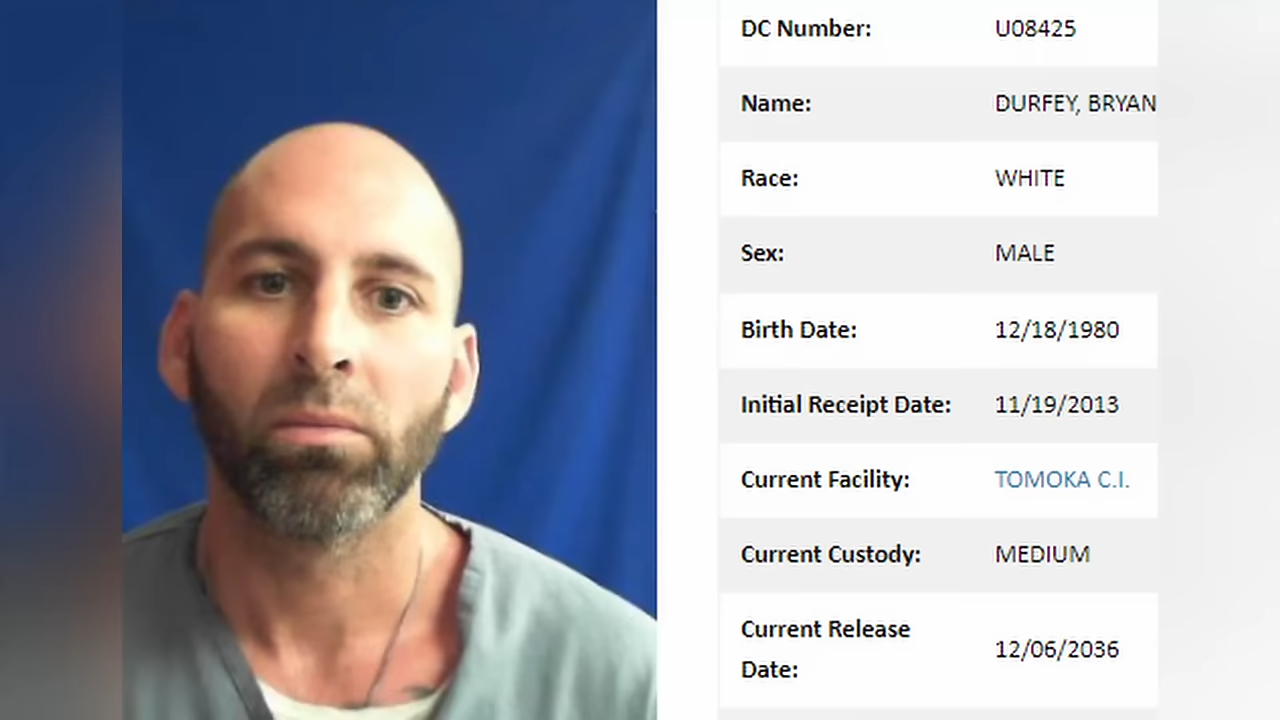 DC Number: U08425
Name: DURFEY, BRYAN
Race: WHITE
Sex: MALE
Birth Date: 12/18/1980
Initial Receipt Date: 11/19/2013
Current Facility: TOMOKA C.I.
Current Custody: MEDIUM
Current Release
Date: 12/06/2036